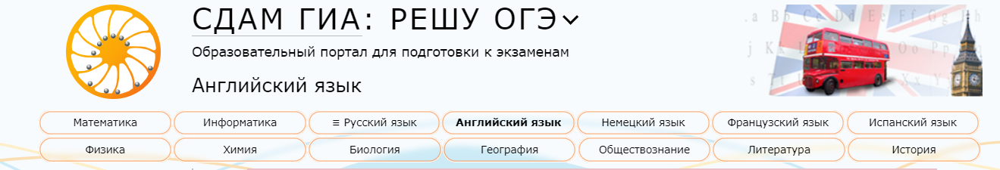 СДАМ ГИА: РЕШУ ОГЭ
Образовательный портал для подготовки к экзаменам
Английский язык
Математика Информатика ≡ Русский язык Английский язык Немецкий язык Французский язык Испанский язык
Физика Химия Биология География Обществознание Литература История